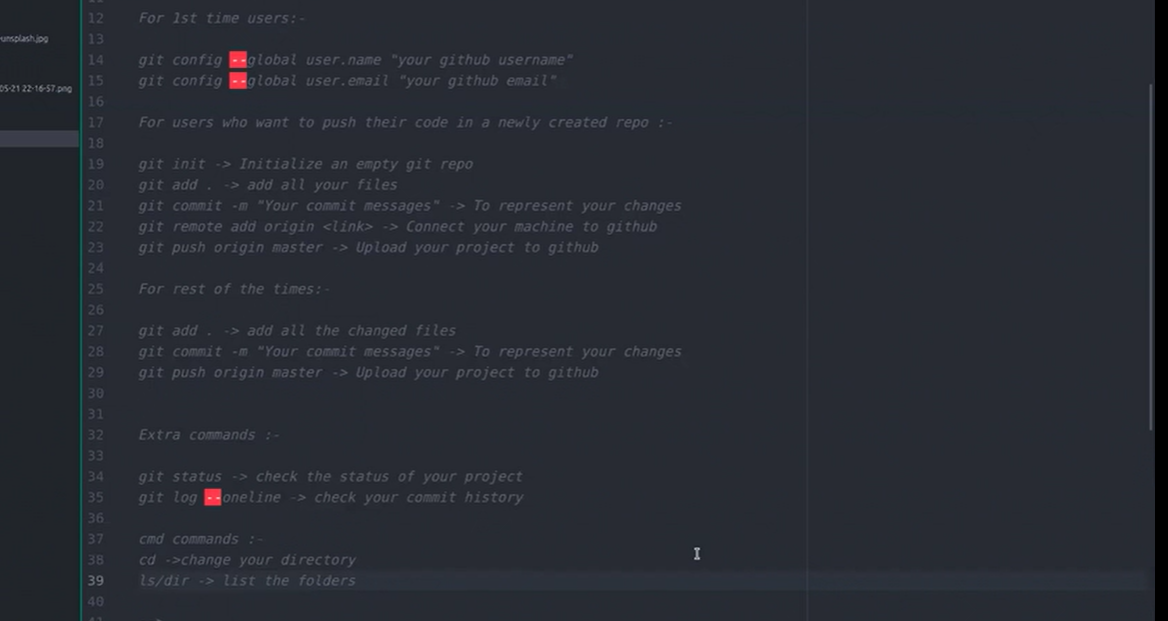 unsplash.jpg
05-21 22-16-57.png
12 For 1st time users:-
13
14 git config --global user.name "your github username"
15 git config --global user.email "your github email"
16
17 For users who want to push their code in a newly created repo :-
18
19 git init -> Initialize an empty git repo
20 git add . -> add all your files
21 git commit -m "Your commit messages" -> To represent your changes
22 git remote add origin <link> -> Connect your machine to github
23 git push origin master -> Upload your project to github
24
25 For rest of the times:-
26
27 git add . -> add all the changed files
28 git commit -m "Your commit messages" -> To represent your changes
29 git push origin master -> Upload your project to github
30
31
32 Extra commands :-
33
34 git status -> check the status of your project
35 git log --oneline -> check your commit history
36
37 cmd commands :-
38 cd ->change your directory
39 ls/dir -> list the folders
40